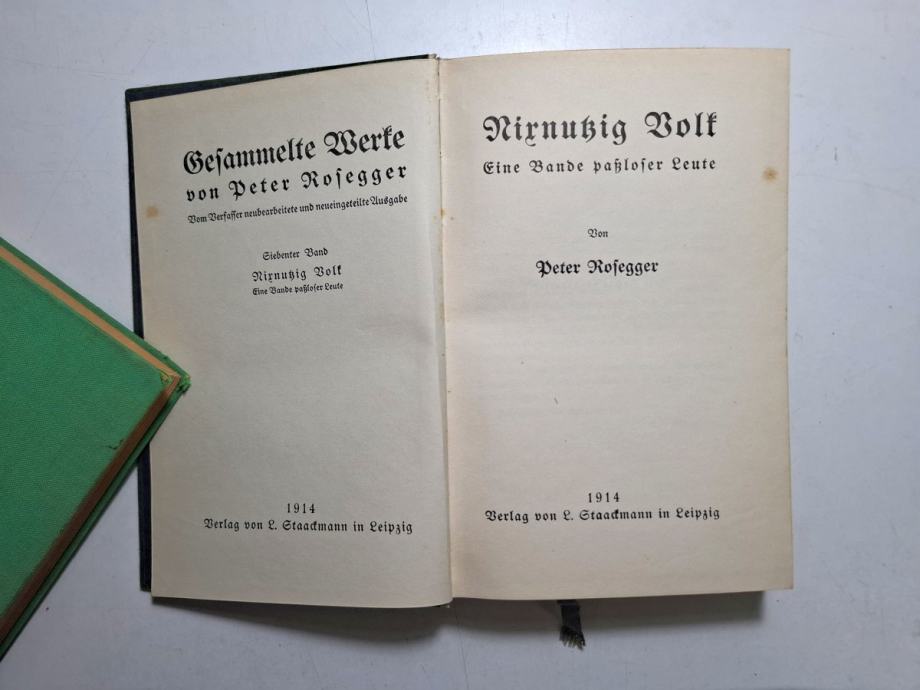 Gesammelte Werke
von Peter Rosegger
Vom Verfasser neubearbeitete und neueingeteilte Ausgabe
Siebenter Band
Nixnutzig Volk
Eine Bande paßloser Leute
1914
Verlag von L. Staackmann in Leipzig
Nixnutzig Volk
Eine Bande paßloser Leute
Von
Peter Rosegger
1914
Verlag von L. Staackmann in Leipzig